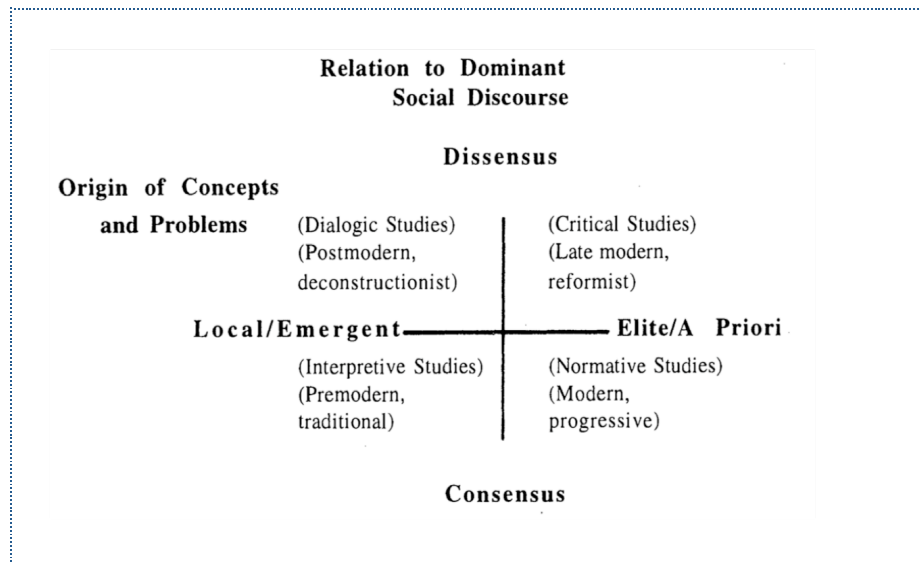 Relation to Dominant
Social Discourse
Dissensus
Origin of Concepts
and Problems
(Dialogic Studies)
(Postmodern,
deconstructionist)
(Critical Studies)
(Late modern,
reformist)
Local/Emergent
Elite/A Priori
(Interpretive Studies)
(Premodern,
traditional)
(Normative Studies)
(Modern,
progressive)
Consensus